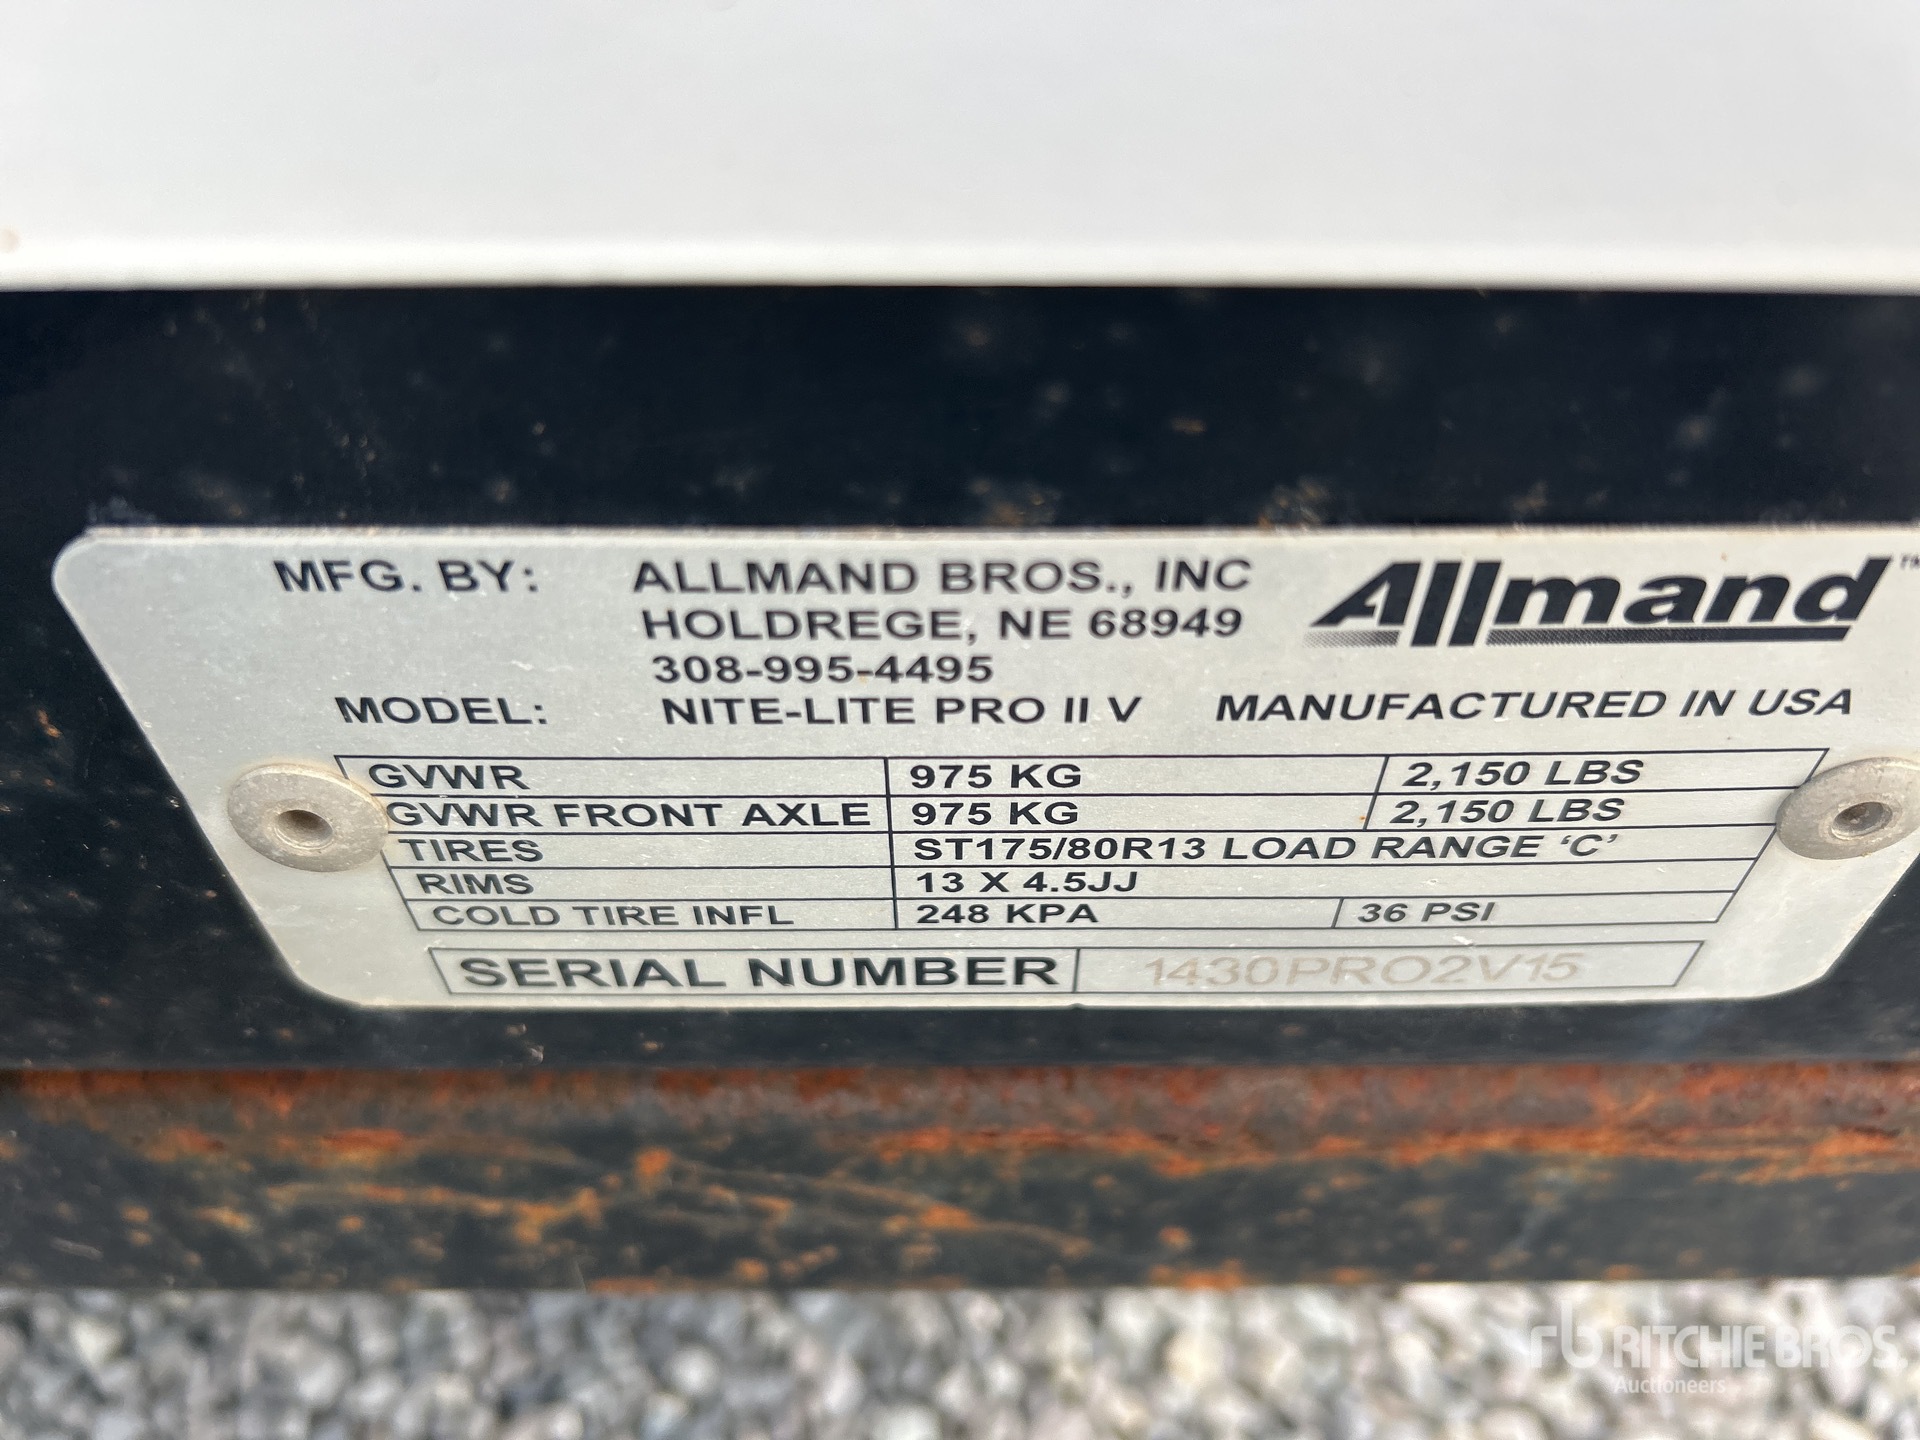 MFG. BY: ALLMAND BROS., INC
HOLDREGE, NE 68949
308-995-4495
Allmand™
MODEL: NITE-LITE PRO II V MANUFACTURED IN USA
GVWR 975 KG 2,150 LBS
GVWR FRONT AXLE 975 KG 2,150 LBS
TIRES ST175/80R13 LOAD RANGE ‘C’
RIMS 13 X 4.5JJ
COLD TIRE INFL 248 KPA 36 PSI
SERIAL NUMBER 1430PRO2V15
rb RITCHIE BROS.
Auctioneers